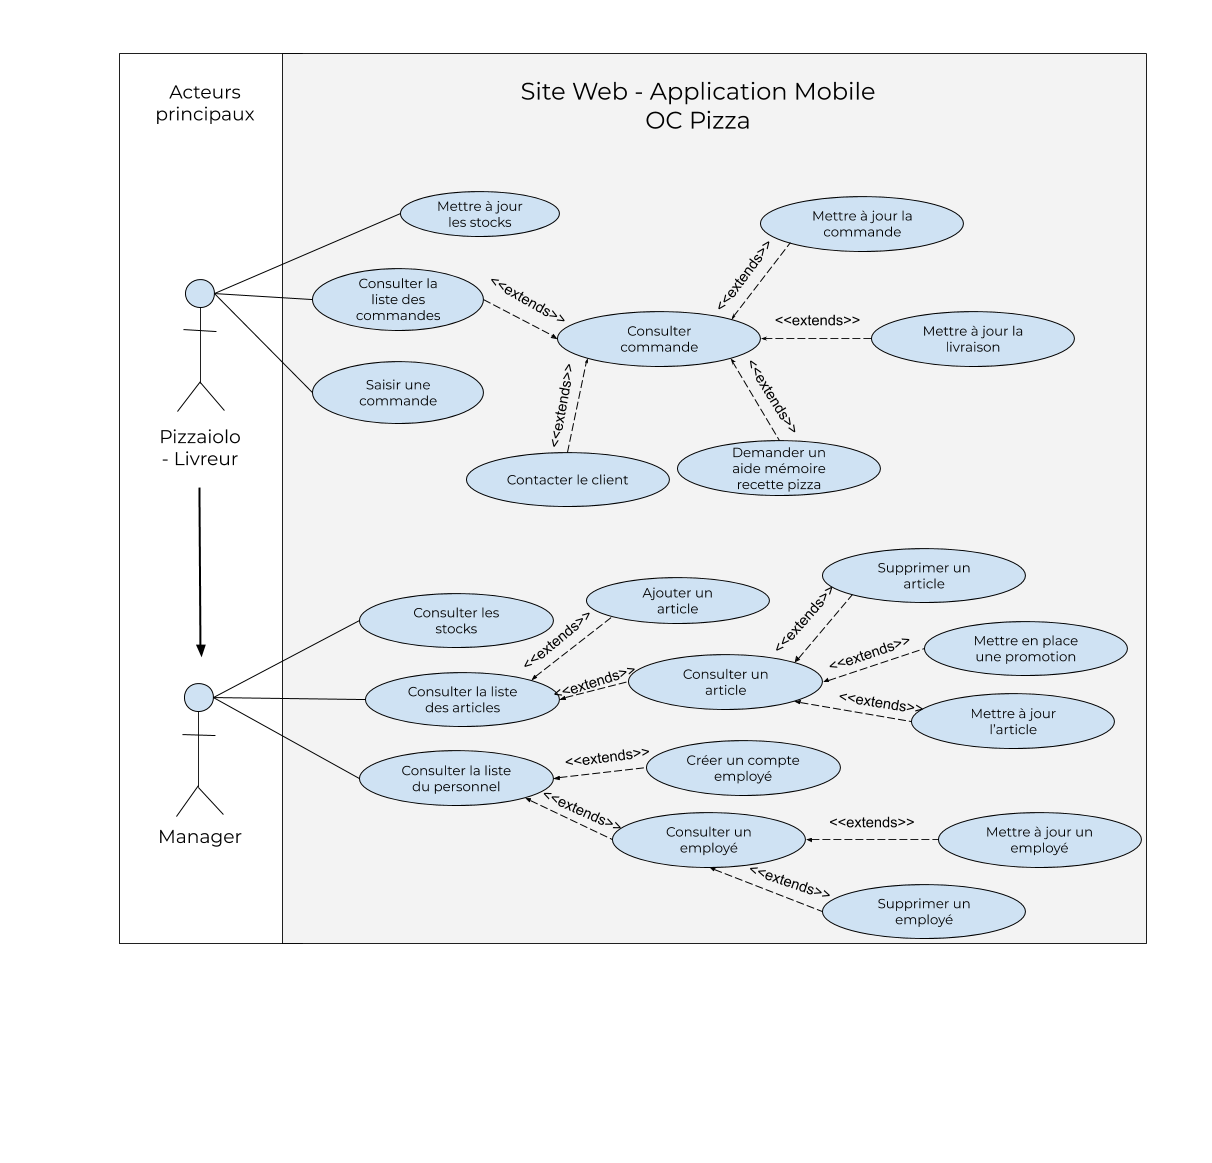 Acteurs
principaux
Site Web - Application Mobile
OC Pizza
Mettre à jour
les stocks
Mettre à jour la
commande
<<extends>>
Consulter la
liste des
commandes
<<extends>>
Consulter
commande
<<extends>>
Mettre à jour la
livraison
Saisir une
commande
<<extends>>
<<extends>>
Pizzaiolo
- Livreur
Contacter le client
Demander un
aide mémoire
recette pizza
Supprimer un
article
Ajouter un
article
<<extends>>
Consulter les
stocks
<<extends>>
Mettre en place
une promotion
<<extends>>
Consulter la liste
des articles
<<extends>>
Consulter un
article
<<extends>>
Mettre à jour
l'article
Consulter la liste
du personnel
<<extends>>
Créer un compte
employé
<<extends>>
Manager
Consulter un
employé
<<extends>>
Mettre à jour un
employé
<<extends>>
Supprimer un
employé